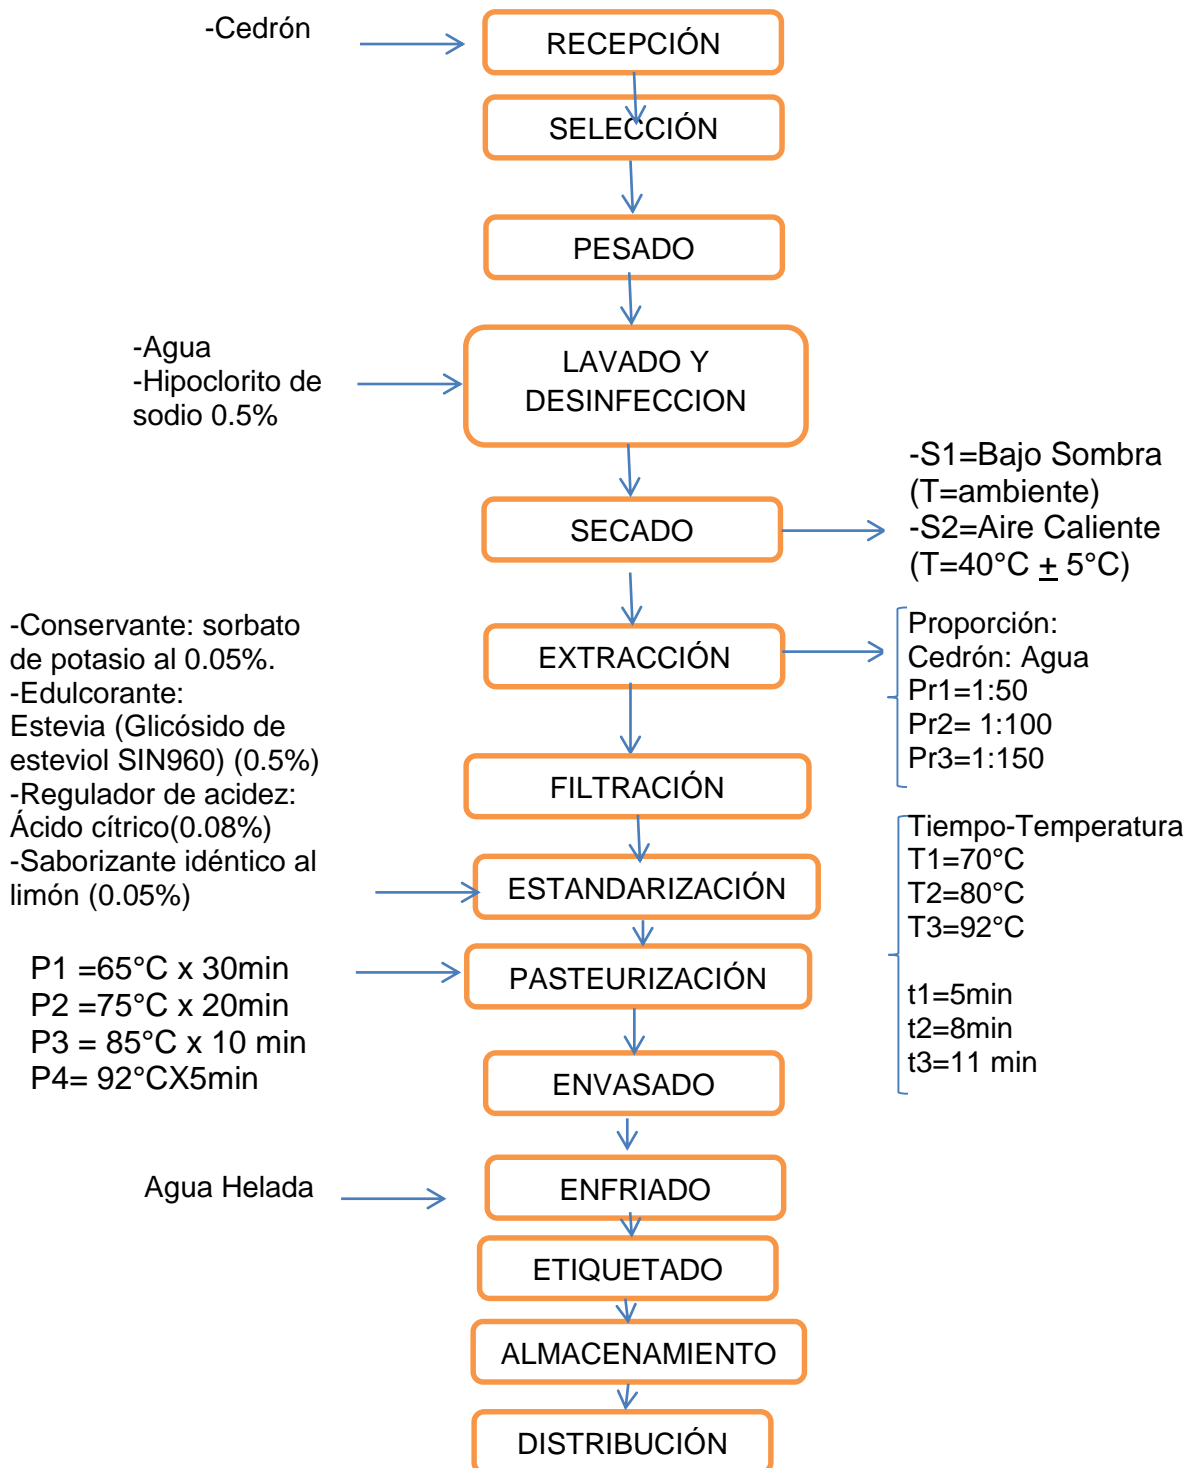 -Cedrón
RECEPCIÓN
SELECCIÓN
PESADO
-Agua
-Hipoclorito de
sodio 0.5%
LAVADO Y
DESINFECCION
SECADO
-S1=Bajo Sombra
(T=ambiente)
-S2=Aire Caliente
(T=40°C ± 5°C)
EXTRACCIÓN
Proporción:
Cedrón: Agua
Pr1=1:50
Pr2= 1:100
Pr3=1:150
Tiempo-Temperatura
T1=70°C
T2=80°C
T3=92°C
t1=5min
t2=8min
t3=11 min
FILTRACIÓN
-Conservante: sorbato
de potasio al 0.05%.
-Edulcorante:
Estevia (Glicósido de
esteviol SIN960) (0.5%)
-Regulador de acidez:
Ácido cítrico(0.08%)
-Saborizante idéntico al
limón (0.05%)
ESTANDARIZACIÓN
P1 =65°C x 30min
P2 =75°C x 20min
P3 = 85°C x 10 min
P4= 92°CX5min
PASTEURIZACIÓN
ENVASADO
Agua Helada
ENFRIADO
ETIQUETADO
ALMACENAMIENTO
DISTRIBUCIÓN